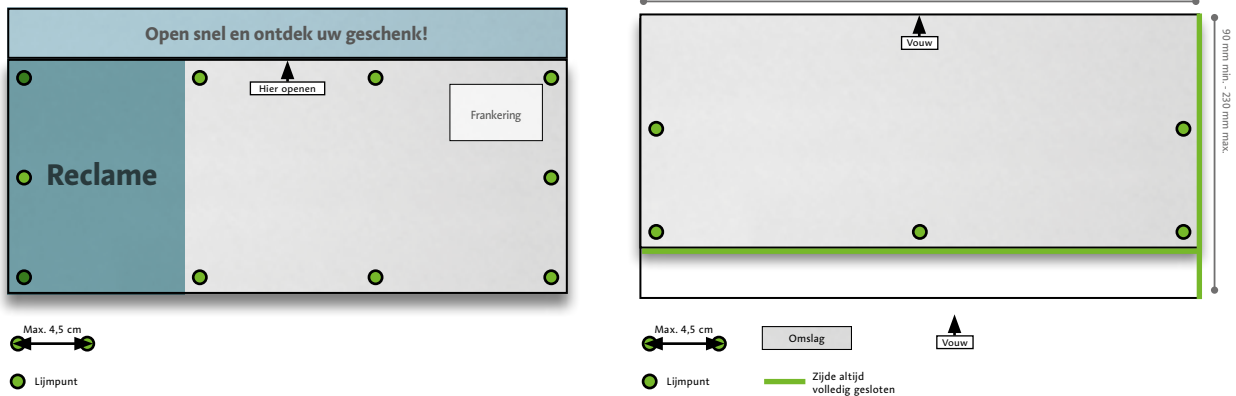 Open snel en ontdek uw geschenk!
Hier openen
Frankering
Reclame
Max. 4,5 cm
Lijmpunt
Vouw
90 mm min. - 230 mm max.
Max. 4,5 cm
Omslag
Vouw
Lijmpunt
Zijde altijd
volledig gesloten